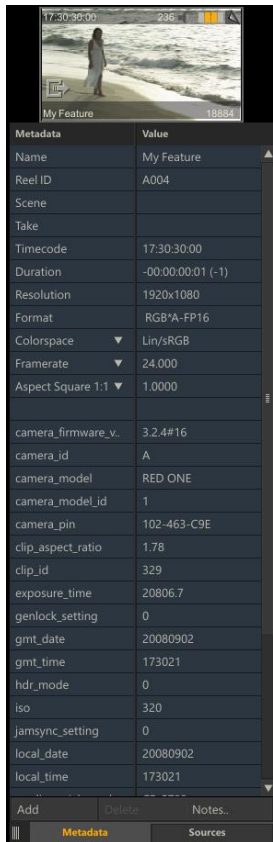 17:30:30:00 236
My Feature 18884
Metadata Value
Name My Feature
Reel ID A004
Scene
Take
Timecode 17:30:30:00
Duration -00:00:00:01 (-1)
Resolution 1920x1080
Format RGB*A-FP16
Colorspace Lin/sRGB
Framerate 24.000
Aspect Square 1:1 1.0000
camera_firmware_v.. 3.2.4#16
camera_id A
camera_model RED ONE
camera_model_id 1
camera_pin 102-463-C9E
clip_aspect_ratio 1.78
clip_id 329
exposure_time 20806.7
genlock_setting 0
gmt_date 20080902
gmt_time 173021
hdr_mode 0
iso 320
jamsync_setting 0
local_date 20080902
local_time 173021
Add Delete Notes..
Metadata Sources